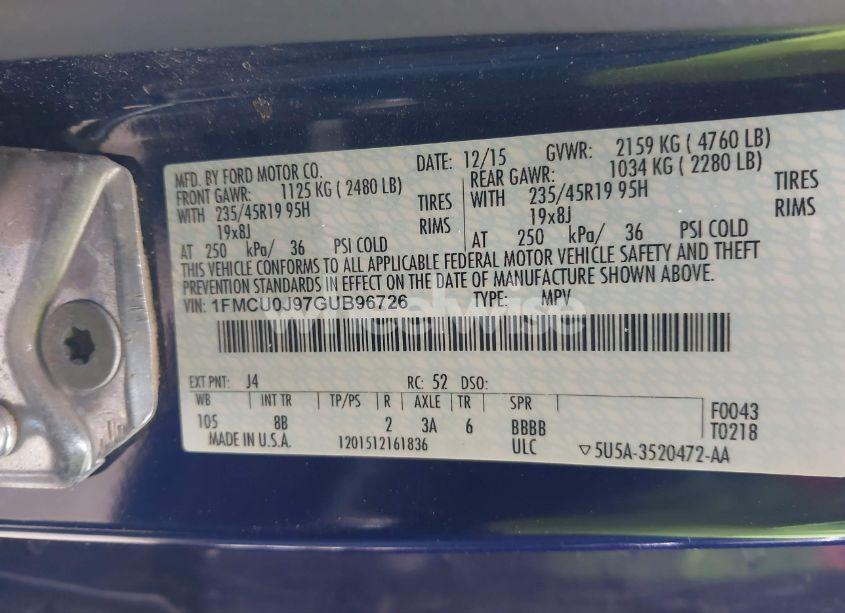 MFD. BY FORD MOTOR CO. DATE: 12/15 GVWR: 2159 KG ( 4760 LB)
FRONT GAWR: 1125 KG ( 2480 LB) REAR GAWR: 1034 KG ( 2280 LB)
WITH 235/45R19 95H TIRES WITH 235/45R19 95H TIRES
19x8J RIMS 19x8J RIMS
AT 250 kPa/ 36 PSI COLD AT 250 kPa/ 36 PSI COLD
THIS VEHICLE CONFORMS TO ALL APPLICABLE FEDERAL MOTOR VEHICLE SAFETY AND THEFT
PREVENTION STANDARDS IN EFFECT ON THE DATE OF MANUFACTURE SHOWN ABOVE.
VIN: 1FMCU0J97GUB96726 TYPE: MPV
wheelwise
EXT PNT: J4 RC: 52 DSO:
WB INT TR TP/PS R AXLE TR SPR F0043
105 8B 2 3A 6 BBBB T0218
MADE IN U.S.A. 1201512161836 ULC ▽5U5A-3520472-AA